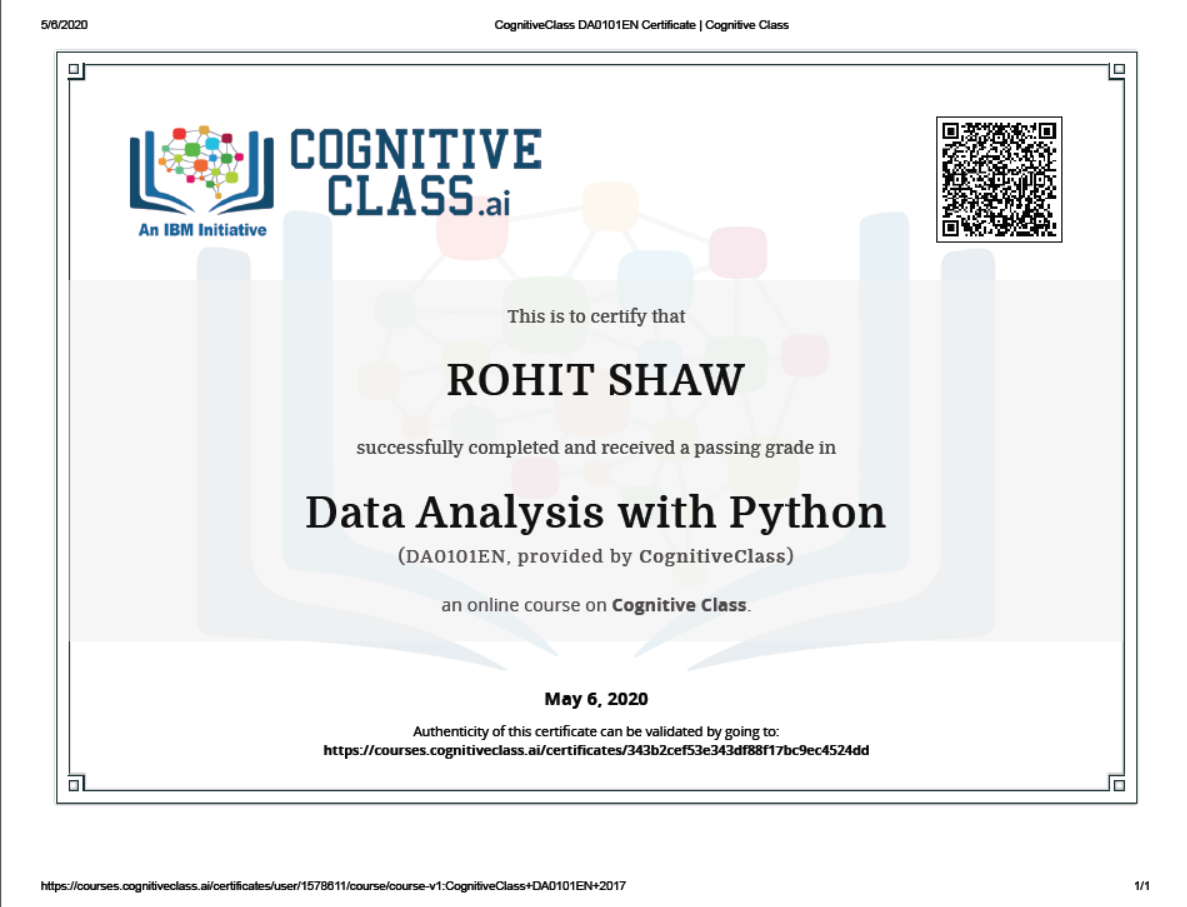 5/6/2020
CognitiveClass DA0101EN Certificate | Cognitive Class
COGNITIVE
CLASS.ai
An IBM Initiative
This is to certify that
ROHIT SHAW
successfully completed and received a passing grade in
Data Analysis with Python
(DA0101EN, provided by CognitiveClass)
an online course on Cognitive Class.
May 6, 2020
Authenticity of this certificate can be validated by going to:
https://courses.cognitiveclass.ai/certificates/343b2cef53e343df88f17bc9ec4524dd
https://courses.cognitiveclass.ai/certificates/user/1578611/course/course-v1:CognitiveClass+DA0101EN+2017
1/1